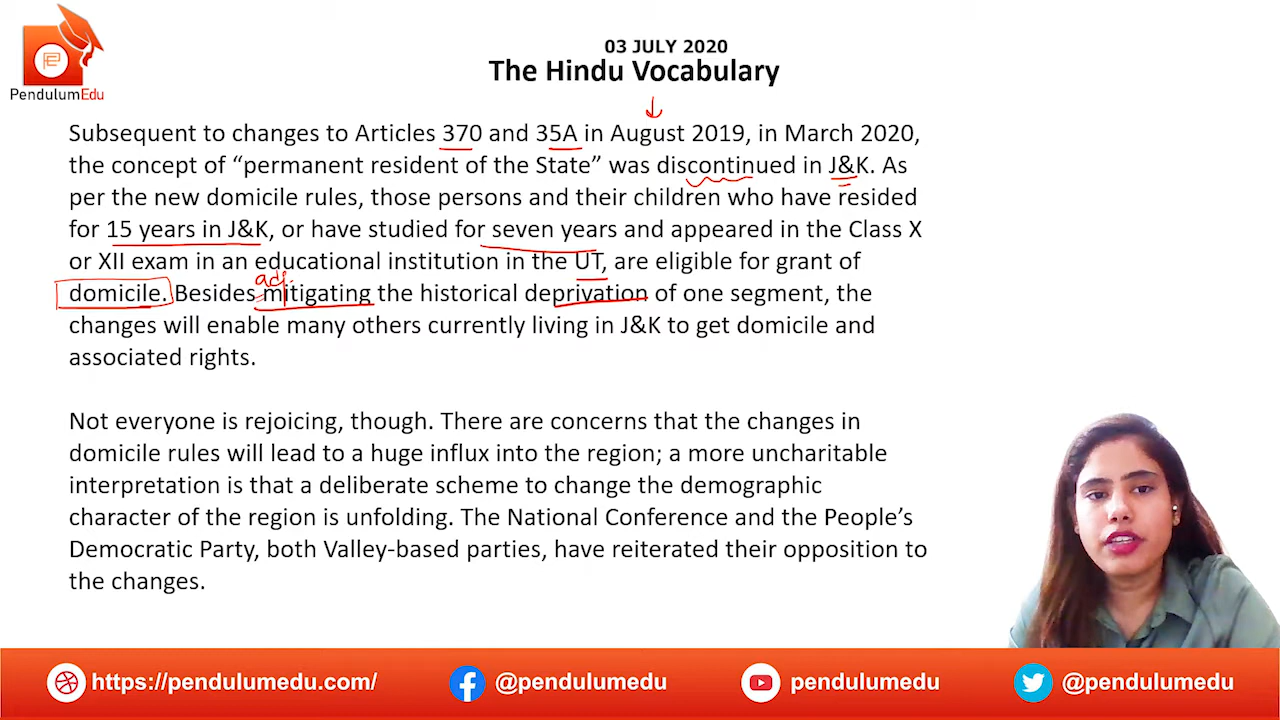 03 JULY 2020
The Hindu Vocabulary
PendulumEdu
Subsequent to changes to Articles 370 and 35A in August 2019, in March 2020,
the concept of “permanent resident of the State” was discontinued in J&K. As
per the new domicile rules, those persons and their children who have resided
for 15 years in J&K, or have studied for seven years and appeared in the Class X
or XII exam in an educational institution in the UT, are eligible for grant of
adj
domicile. Besides mitigating the historical deprivation of one segment, the
changes will enable many others currently living in J&K to get domicile and
associated rights.
Not everyone is rejoicing, though. There are concerns that the changes in
domicile rules will lead to a huge influx into the region; a more uncharitable
interpretation is that a deliberate scheme to change the demographic
character of the region is unfolding. The National Conference and the People’s
Democratic Party, both Valley-based parties, have reiterated their opposition to
the changes.
https://pendulumedu.com/ @pendulumedu pendulumedu @pendulumedu